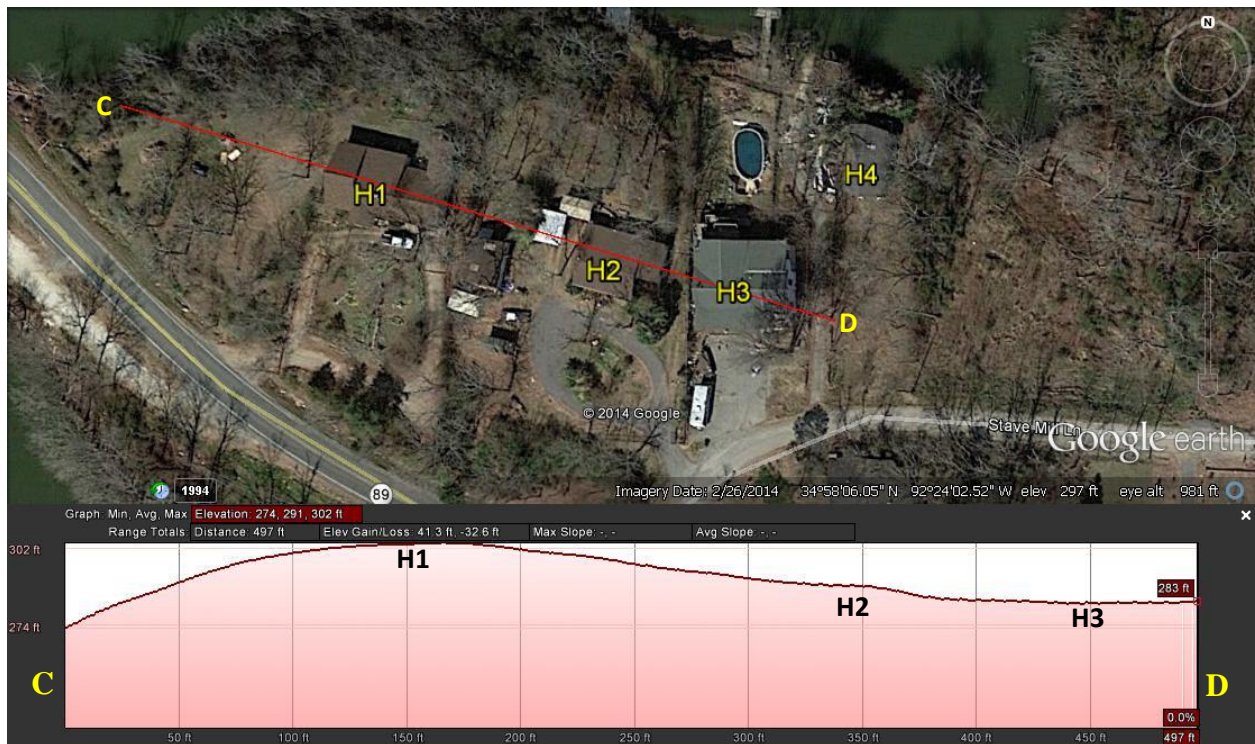 N
C
H1
H2
H3
H4
D
© 2014 Google
Stave Mill Ln
Google earth
1994
89
Imagery Date: 2/26/2014 34°58'06.05" N 92°24'02.52" W elev 297 ft eye alt 981 ft
Graph: Min, Avg, Max Elevation: 274, 291, 302 ft
Range Totals: Distance: 497 ft Elev Gain/Loss: 41.3 ft, -32.6 ft Max Slope: -, - Avg Slope: -, -
302 ft
H1
283 ft
H2
H3
274 ft
C
D
0.0%
50 ft 100 ft 150 ft 200 ft 250 ft 300 ft 350 ft 400 ft 450 ft 497 ft